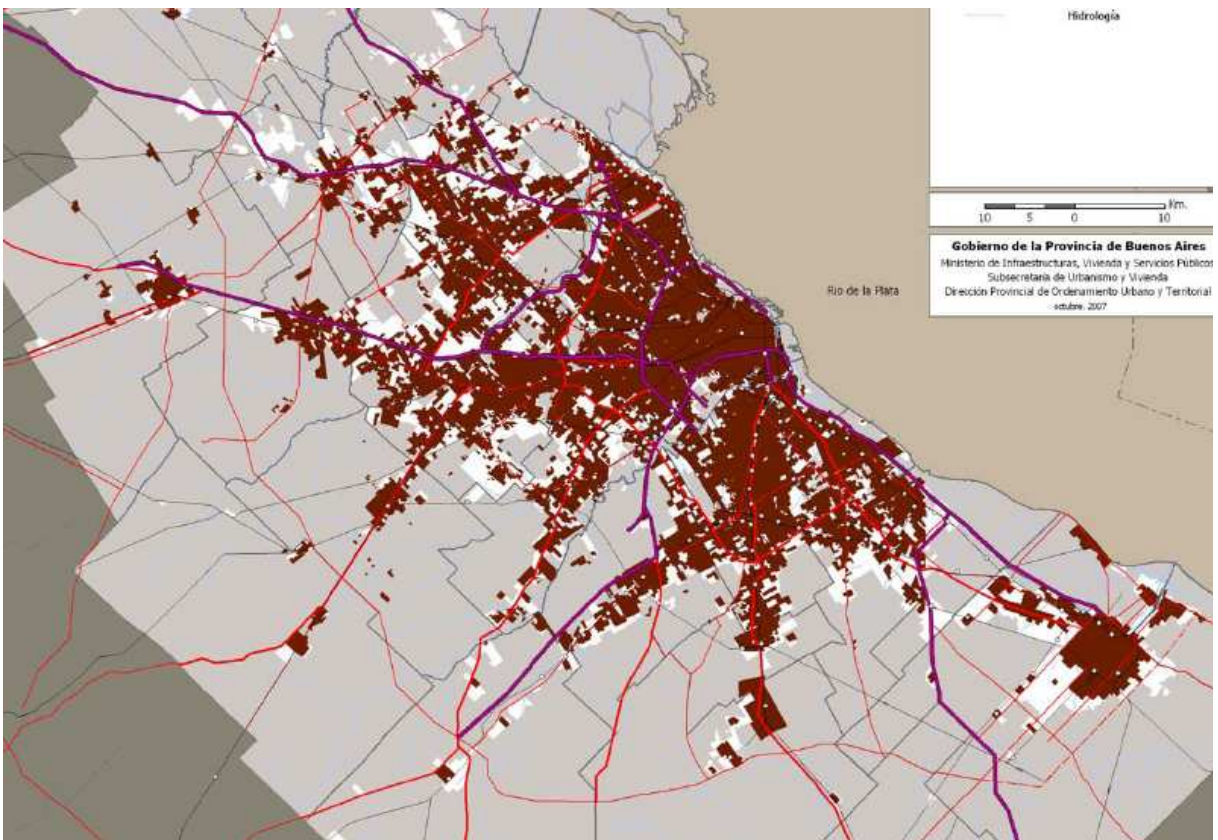 Hidrología
Km.
10 5 0 10
Gobierno de la Provincia de Buenos Aires
Ministerio de Infraestructuras, Vivienda y Servicios Públicos
Subsecretaría de Urbanismo y Vivienda
Dirección Provincial de Ordenamiento Urbano y Territorial
octubre, 2007
Rio de la Plata